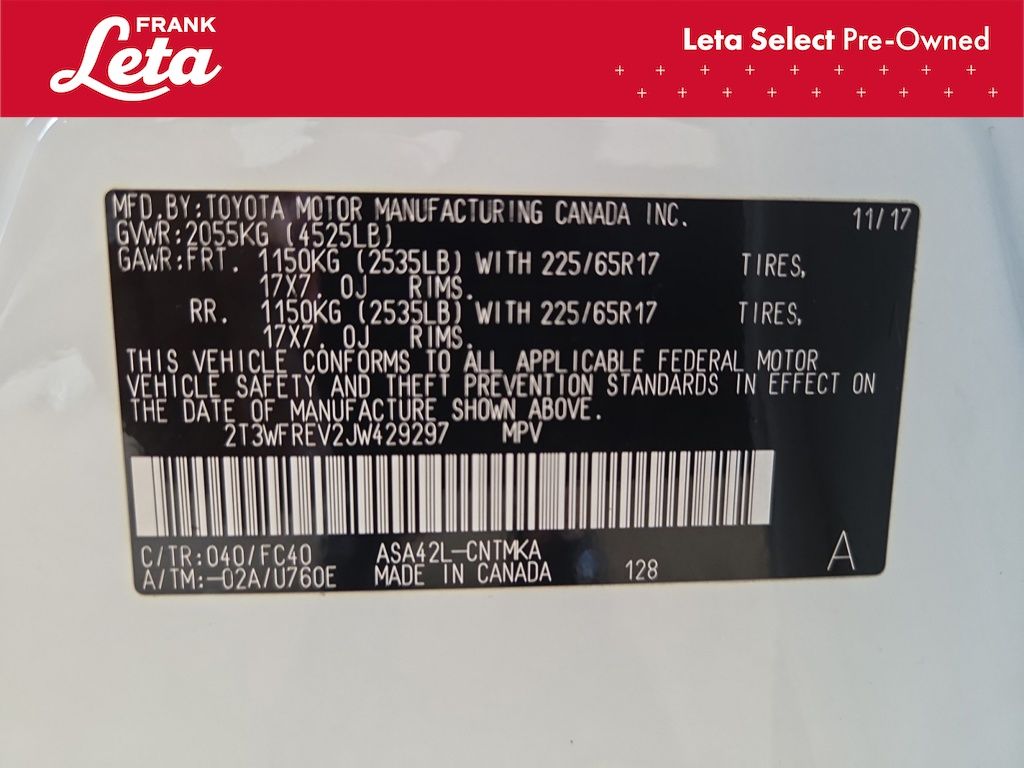 FRANK
Leta
Leta Select Pre-Owned
MFD.BY:TOYOTA MOTOR MANUFACTURING CANADA INC. 11/17
GVWR:2055KG (4525LB)
GAWR:FRT. 1150KG (2535LB) WITH 225/65R17 TIRES,
17X7. 0J RIMS.
RR. 1150KG (2535LB) WITH 225/65R17 TIRES,
17X7. 0J RIMS.
THIS VEHICLE CONFORMS TO ALL APPLICABLE FEDERAL MOTOR
VEHICLE SAFETY AND THEFT PREVENTION STANDARDS IN EFFECT ON
THE DATE OF MANUFACTURE SHOWN ABOVE.
2T3WFREV2JW429297 MPV
C/TR:040/FC40 ASA42L-CNTMKA
A/TM:-02A/U760E MADE IN CANADA 128 A